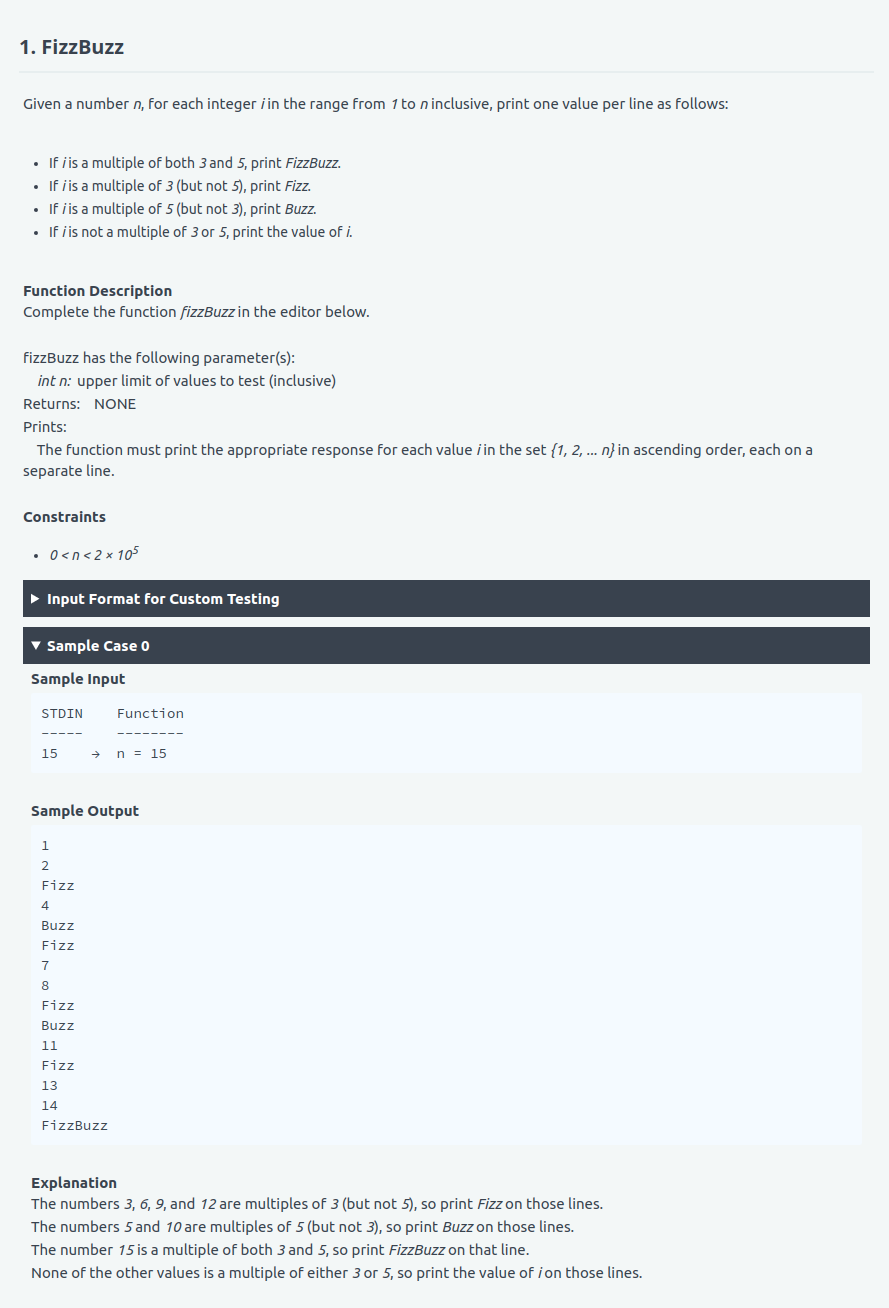 1. FizzBuzz
Given a number n, for each integer i in the range from 1 to n inclusive, print one value per line as follows:
• If i is a multiple of both 3 and 5, print FizzBuzz.
• If i is a multiple of 3 (but not 5), print Fizz.
• If i is a multiple of 5 (but not 3), print Buzz.
• If i is not a multiple of 3 or 5, print the value of i.
Function Description
Complete the function fizzBuzz in the editor below.
fizzBuzz has the following parameter(s):
int n: upper limit of values to test (inclusive)
Returns: NONE
Prints:
The function must print the appropriate response for each value i in the set {1, 2, ... n} in ascending order, each on a
separate line.
Constraints
• 0 < n < 2 × 10⁵
▶ Input Format for Custom Testing
▼ Sample Case 0
Sample Input
STDIN    Function
-----    --------
15    →  n = 15
Sample Output
1
2
Fizz
4
Buzz
Fizz
7
8
Fizz
Buzz
11
Fizz
13
14
FizzBuzz
Explanation
The numbers 3, 6, 9, and 12 are multiples of 3 (but not 5), so print Fizz on those lines.
The numbers 5 and 10 are multiples of 5 (but not 3), so print Buzz on those lines.
The number 15 is a multiple of both 3 and 5, so print FizzBuzz on that line.
None of the other values is a multiple of either 3 or 5, so print the value of i on those lines.